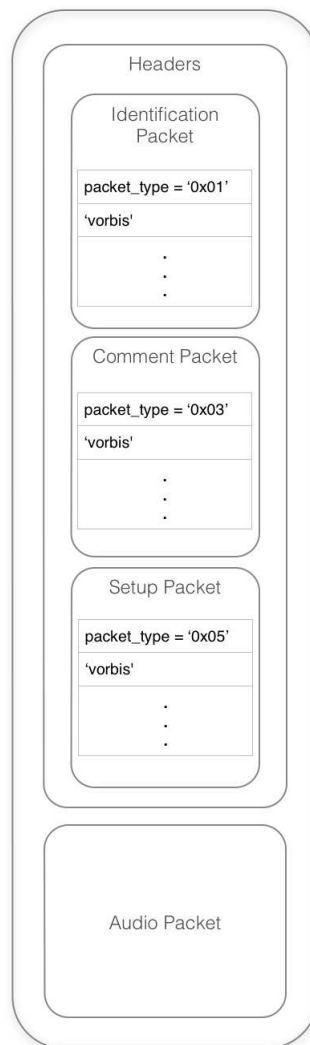 Headers
Identification
Packet
packet_type = ‘0x01’
‘vorbis'
.
.
.
Comment Packet
packet_type = ‘0x03’
‘vorbis'
.
.
.
Setup Packet
packet_type = ‘0x05’
‘vorbis'
.
.
.
Audio Packet